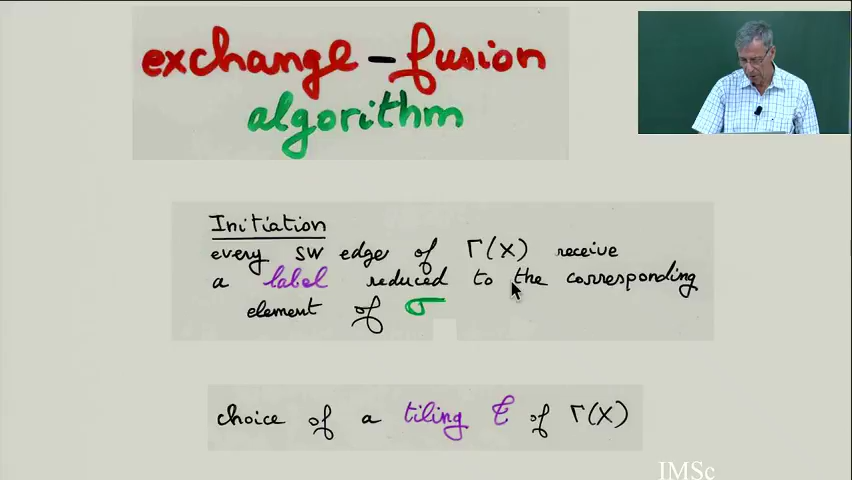 exchange-fusion
algorithm
Initiation
every SW edge of Γ(X) receive
a label reduced to the corresponding
element of σ
choice of a tiling τ of Γ(X)
IMSc